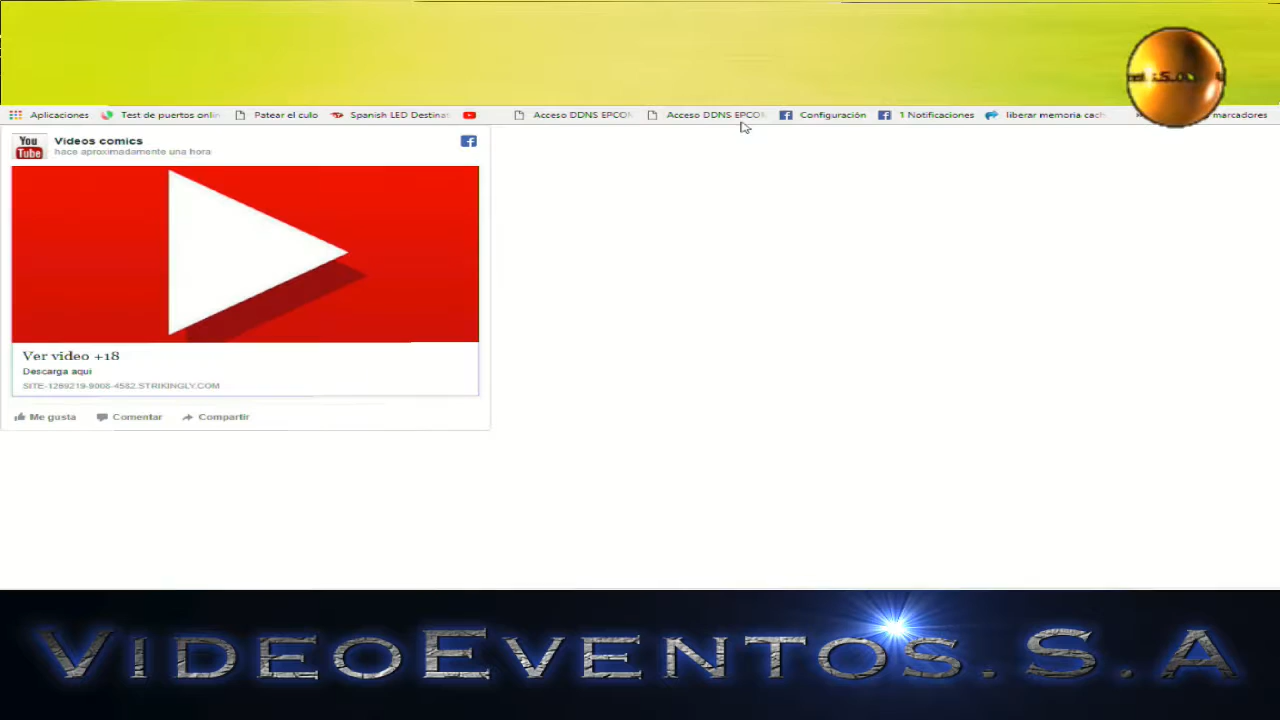 Aplicaciones Test de puertos onlin Patear el culo Spanish LED Destinat Acceso DDNS EPCOM Acceso DDNS EPCOM Configuración 1 Notificaciones liberar memoria cach marcadores
You Tube
Videos comics
hace aproximadamente una hora
Ver video +18
Descarga aqui
SITE-1289219-9068-4582.STRIKINGLY.COM
Me gusta Comentar Compartir
VIDEOEVENTOS.S.A